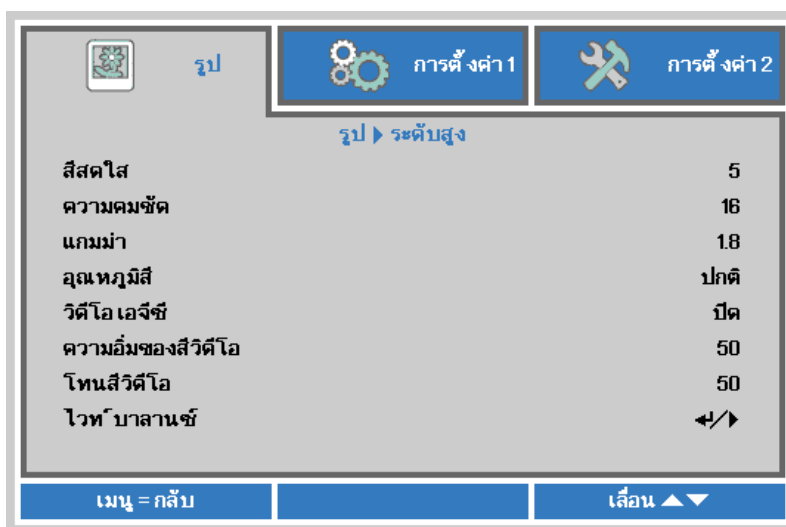 รูป การตั้งค่า 1 การตั้งค่า 2
รูป ▶ ระดับสูง
สีสดใส 5
ความคมชัด 16
แกมม่า 1.8
อุณหภูมิสี ปกติ
วิดีโอ เอจีซี ปิด
ความอิ่มของสีวิดีโอ 50
โทนสีวิดีโอ 50
ไวท์บาลานซ์ ↵/▶
เมนู = กลับ เลื่อน ▲▼